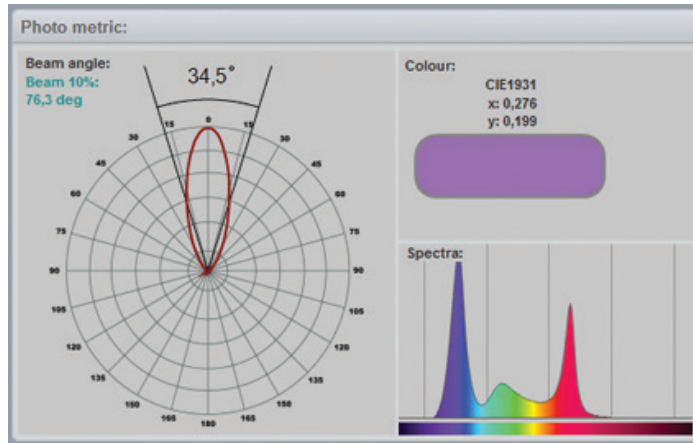 Photo metric:
Beam angle:
Beam 10%:
76,3 deg
34,5°
0
15
15
30
30
45
45
60
60
75
75
90
90
105
105
120
120
135
135
150
150
165
165
180
Colour:
CIE1931
x: 0,276
y: 0,199
Spectra: